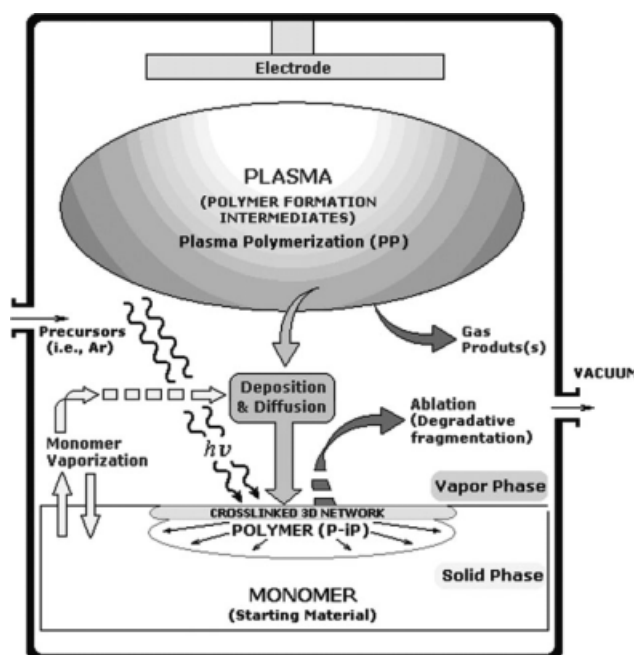 Electrode
PLASMA
(POLYMER FORMATION
INTERMEDIATES)
Plasma Polymerization (PP)
Precursors
(i.e., Ar)
Gas
Produts(s)
VACUUM
Deposition
& Diffusion
Ablation
(Degradative
fragmentation)
Monomer
Vaporization
hν
Vapor Phase
CROSSLINKED 3D NETWORK
POLYMER (P-iP)
Solid Phase
MONOMER
(Starting Material)